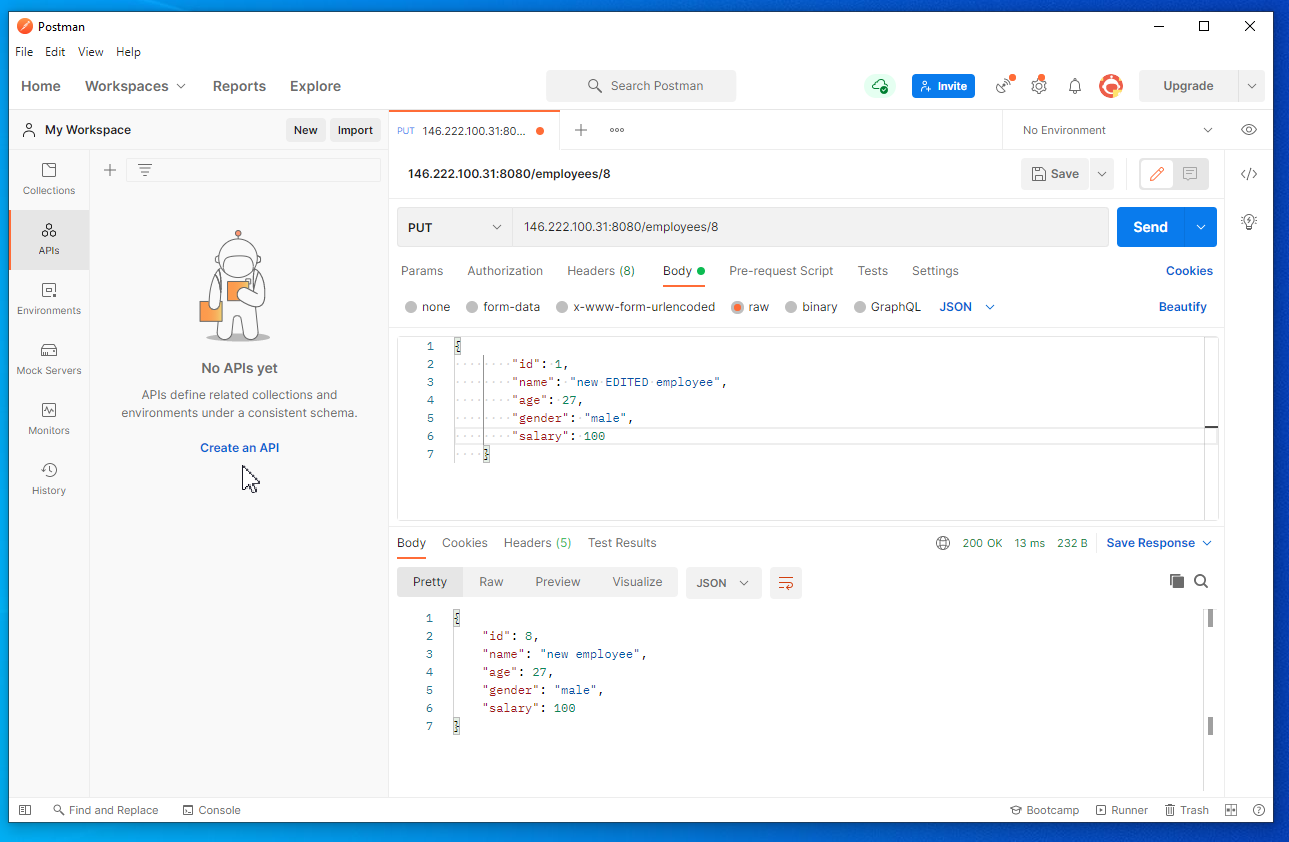 Postman
File Edit View Help
Home Workspaces Reports Explore Search Postman Invite Upgrade
My Workspace New Import
PUT 146.222.100.31:80... No Environment
Collections
APIs
Environments
Mock Servers
Monitors
History
No APIs yet
APIs define related collections and
environments under a consistent schema.
Create an API
146.222.100.31:8080/employees/8 Save
PUT 146.222.100.31:8080/employees/8 Send
Params Authorization Headers (8) Body Pre-request Script Tests Settings Cookies
none form-data x-www-form-urlencoded raw binary GraphQL JSON Beautify
1 {
2 "id": 1,
3 "name": "new EDITED employee",
4 "age": 27,
5 "gender": "male",
6 "salary": 100
7 }
Body Cookies Headers (5) Test Results 200 OK 13 ms 232 B Save Response
Pretty Raw Preview Visualize JSON
1 {
2 "id": 8,
3 "name": "new employee",
4 "age": 27,
5 "gender": "male",
6 "salary": 100
7 }
Find and Replace Console Bootcamp Runner Trash